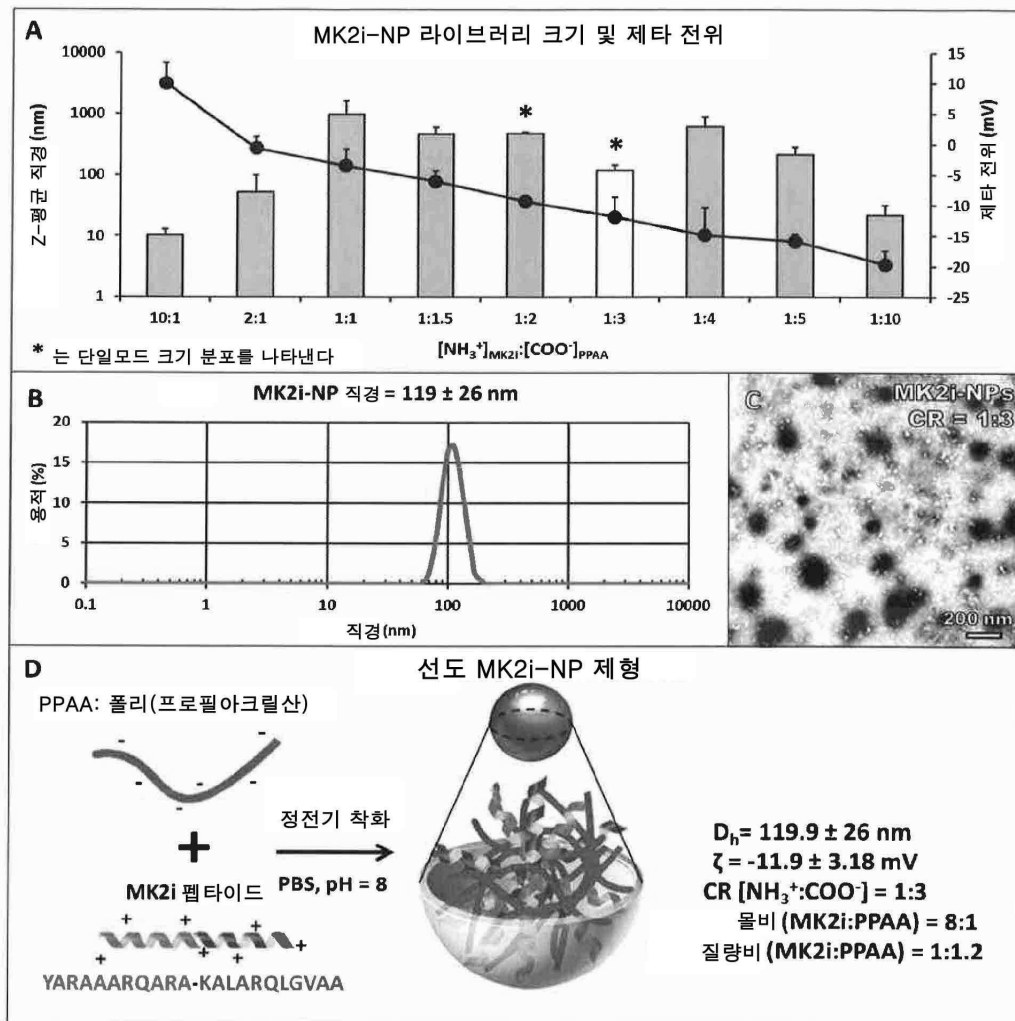 A
MK2i-NP 라이브러리 크기 및 제타 전위
Z-평균 직경 (nm)
10000
1000
100
10
1
*
*
15
10
5
0
-5
-10
-15
-20
-25
제타 전위 (mV)
10:1 2:1 1:1 1:1.5 1:2 1:3 1:4 1:5 1:10
* 는 단일모드 크기 분포를 나타낸다
[NH₃⁺]MK2i:[COO⁻]PPAA
B
MK2i-NP 직경 = 119 ± 26 nm
용적 (%)
20
15
10
5
0
0.1 1 10 100 1000 10000
직경 (nm)
C
MK2i-NPs
CR = 1:3
200 nm
D
선도 MK2i-NP 제형
PPAA: 폴리(프로필아크릴산)
- - - - - -
+
정전기 착화
PBS, pH = 8
MK2i 펩타이드
+ + + + + + +
YARAAARQARA-KALARQLGVAA
Dₕ= 119.9 ± 26 nm
ζ = -11.9 ± 3.18 mV
CR [NH₃⁺:COO⁻] = 1:3
몰비 (MK2i:PPAA) = 8:1
질량비 (MK2i:PPAA) = 1:1.2